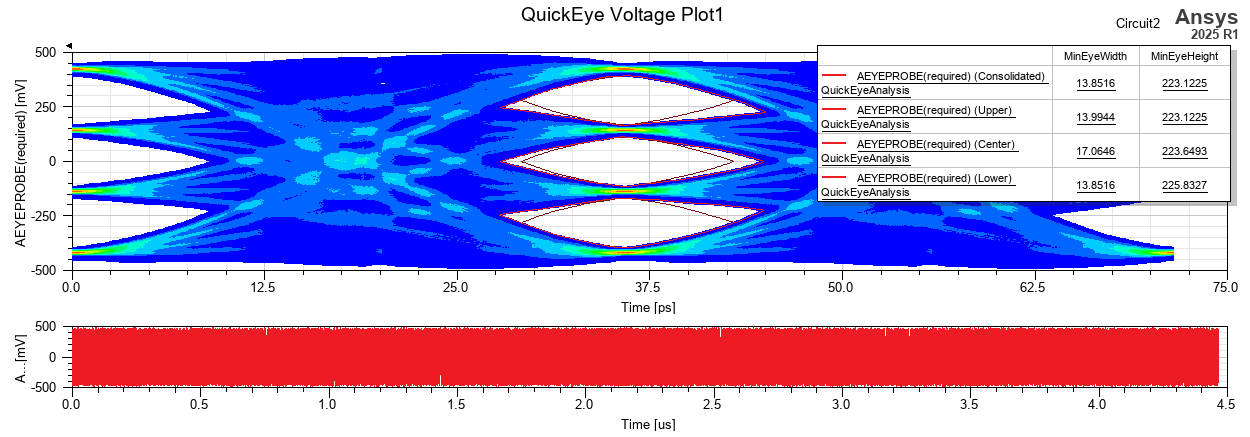 QuickEye Voltage Plot1
Circuit2
Ansys
2025 R1
MinEyeWidth MinEyeHeight
AEYEPROBE(required) (Consolidated)
QuickEyeAnalysis
13.8516 223.1225
AEYEPROBE(required) (Upper)
QuickEyeAnalysis
13.9944 223.1225
AEYEPROBE(required) (Center)
QuickEyeAnalysis
17.0646 223.6493
AEYEPROBE(required) (Lower)
QuickEyeAnalysis
13.8516 225.8327
AEYEPROBE(required) [mV]
500
250
0
-250
-500
0.0 12.5 25.0 37.5 50.0 62.5 75.0
Time [ps]
A...[mV]
500
0
-500
0.0 0.5 1.0 1.5 2.0 2.5 3.0 3.5 4.0 4.5
Time [us]